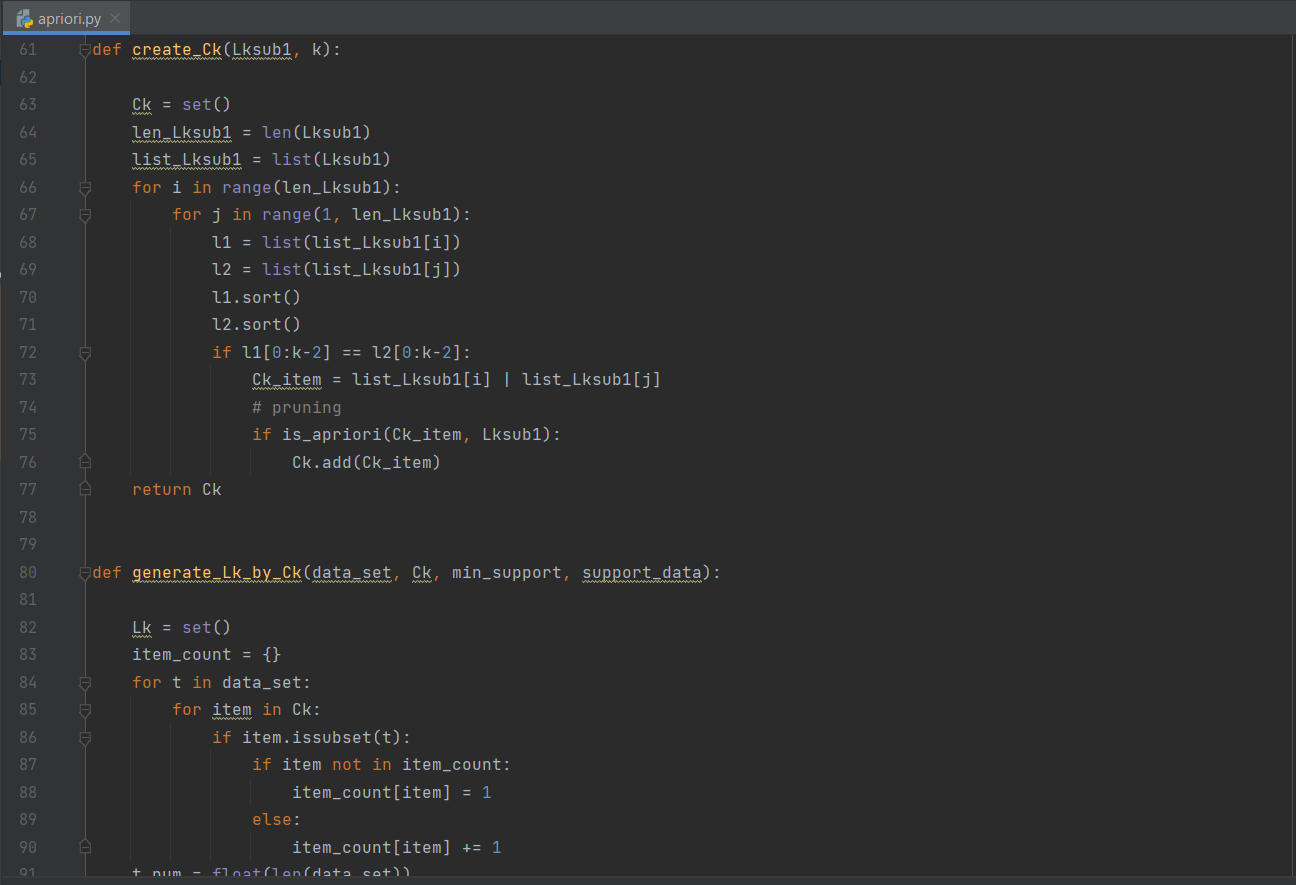 apriori.py
61 def create_Ck(Lksub1, k):
62
63     Ck = set()
64     len_Lksub1 = len(Lksub1)
65     list_Lksub1 = list(Lksub1)
66     for i in range(len_Lksub1):
67         for j in range(1, len_Lksub1):
68             l1 = list(list_Lksub1[i])
69             l2 = list(list_Lksub1[j])
70             l1.sort()
71             l2.sort()
72             if l1[0:k-2] == l2[0:k-2]:
73                 Ck_item = list_Lksub1[i] | list_Lksub1[j]
74                 # pruning
75                 if is_apriori(Ck_item, Lksub1):
76                     Ck.add(Ck_item)
77     return Ck
78
79
80 def generate_Lk_by_Ck(data_set, Ck, min_support, support_data):
81
82     Lk = set()
83     item_count = {}
84     for t in data_set:
85         for item in Ck:
86             if item.issubset(t):
87                 if item not in item_count:
88                     item_count[item] = 1
89                 else:
90                     item_count[item] += 1
91     t_num = float(len(data_set))